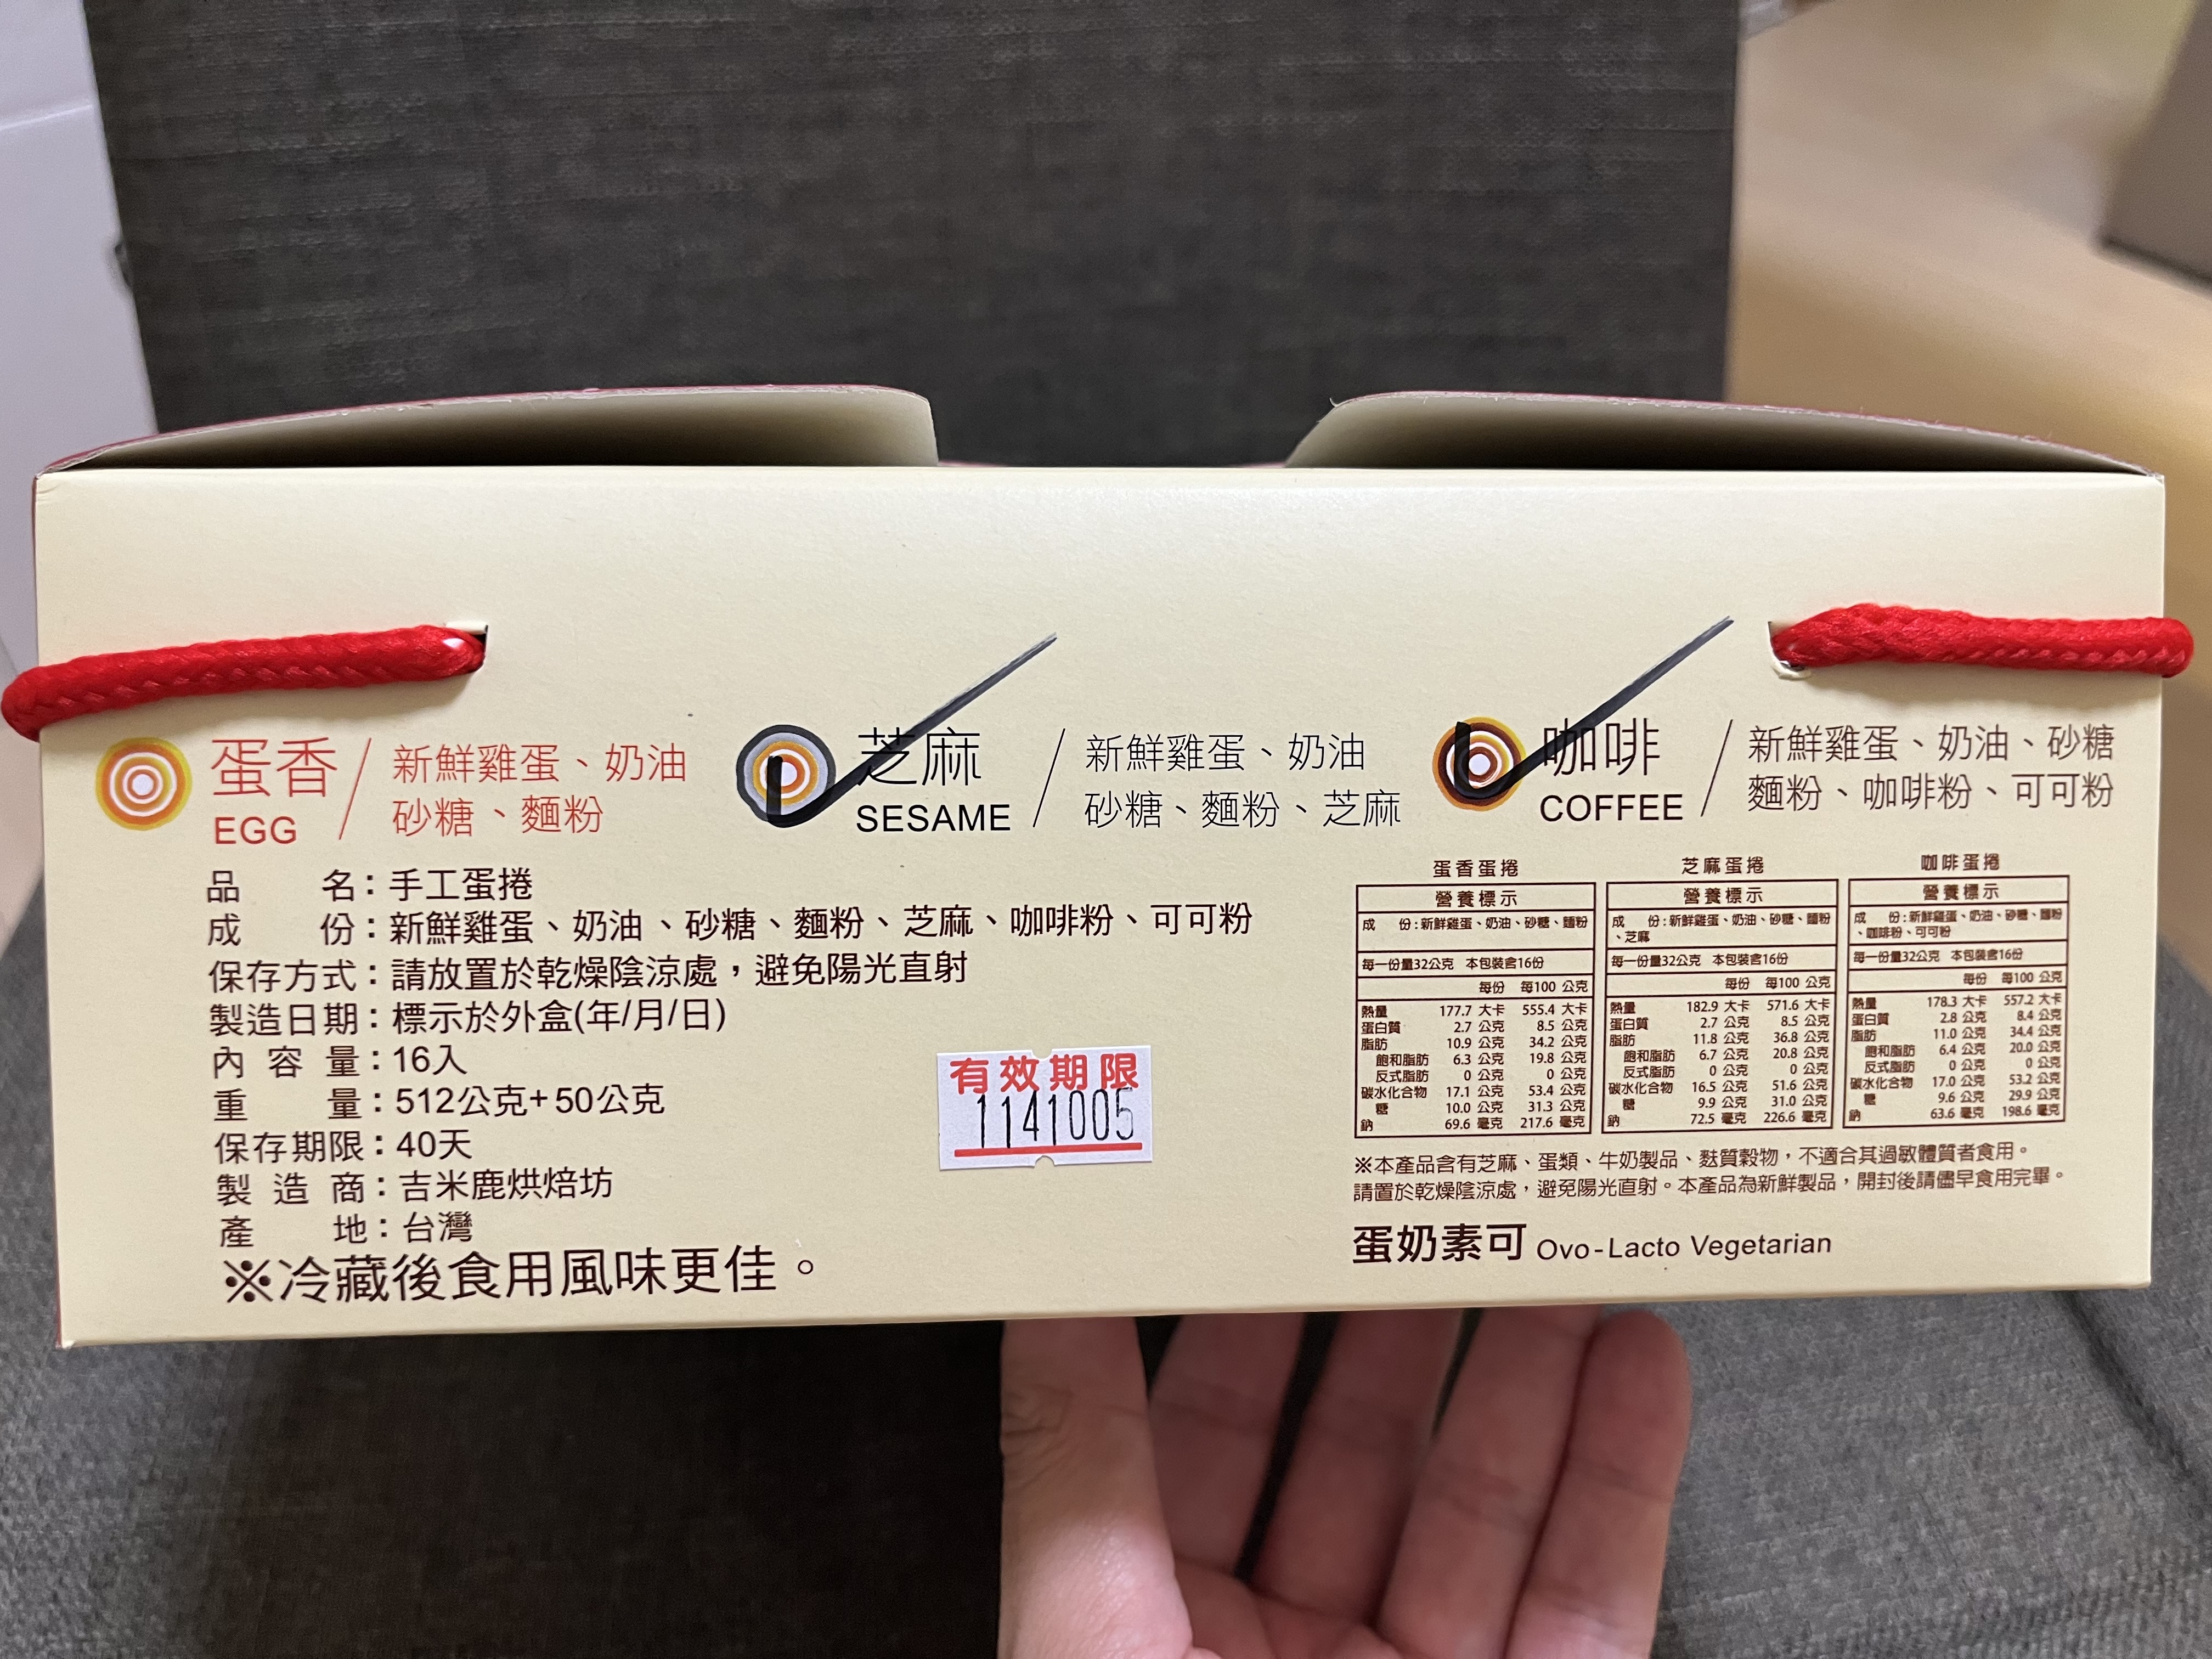 蛋香 / 新鮮雞蛋、奶油
EGG 砂糖、麵粉
芝麻 / 新鮮雞蛋、奶油
SESAME 砂糖、麵粉、芝麻
咖啡 / 新鮮雞蛋、奶油、砂糖
COFFEE 麵粉、咖啡粉、可可粉
品名：手工蛋捲
成份：新鮮雞蛋、奶油、砂糖、麵粉、芝麻、咖啡粉、可可粉
保存方式：請放置於乾燥陰涼處，避免陽光直射
製造日期：標示於外盒(年/月/日)
內容量：16入
重量：512公克+50公克
保存期限：40天
製造商：吉米鹿烘焙坊
產地：台灣
※冷藏後食用風味更佳。
有效期限
1141005
蛋香蛋捲
營養標示
成份：新鮮雞蛋、奶油、砂糖、麵粉
每一份量32公克 本包裝含16份
每份 每100 公克
熱量 177.7 大卡 555.4 大卡
蛋白質 2.7 公克 8.5 公克
脂肪 10.9 公克 34.2 公克
飽和脂肪 6.3 公克 19.8 公克
反式脂肪 0 公克 0 公克
碳水化合物 17.1 公克 53.4 公克
糖 10.0 公克 31.3 公克
鈉 69.6 毫克 217.6 毫克
芝麻蛋捲
營養標示
成份：新鮮雞蛋、奶油、砂糖、麵粉
、芝麻
每一份量32公克 本包裝含16份
每份 每100 公克
熱量 182.9 大卡 571.6 大卡
蛋白質 2.7 公克 8.5 公克
脂肪 11.8 公克 36.8 公克
飽和脂肪 6.7 公克 20.8 公克
反式脂肪 0 公克 0 公克
碳水化合物 16.5 公克 51.6 公克
糖 9.9 公克 31.0 公克
鈉 72.5 毫克 226.6 毫克
咖啡蛋捲
營養標示
成份：新鮮雞蛋、奶油、砂糖、麵粉
、咖啡粉、可可粉
每一份量32公克 本包裝含16份
每份 每100 公克
熱量 178.3 大卡 557.2 大卡
蛋白質 2.8 公克 8.4 公克
脂肪 11.0 公克 34.4 公克
飽和脂肪 6.4 公克 20.0 公克
反式脂肪 0 公克 0 公克
碳水化合物 17.0 公克 53.2 公克
糖 9.6 公克 29.9 公克
鈉 63.6 毫克 198.6 毫克
※本產品含有芝麻、蛋類、牛奶製品、麩質穀物，不適合其過敏體質者食用。
請置於乾燥陰涼處，避免陽光直射。本產品為新鮮製品，開封後請儘早食用完畢。
蛋奶素可 Ovo-Lacto Vegetarian